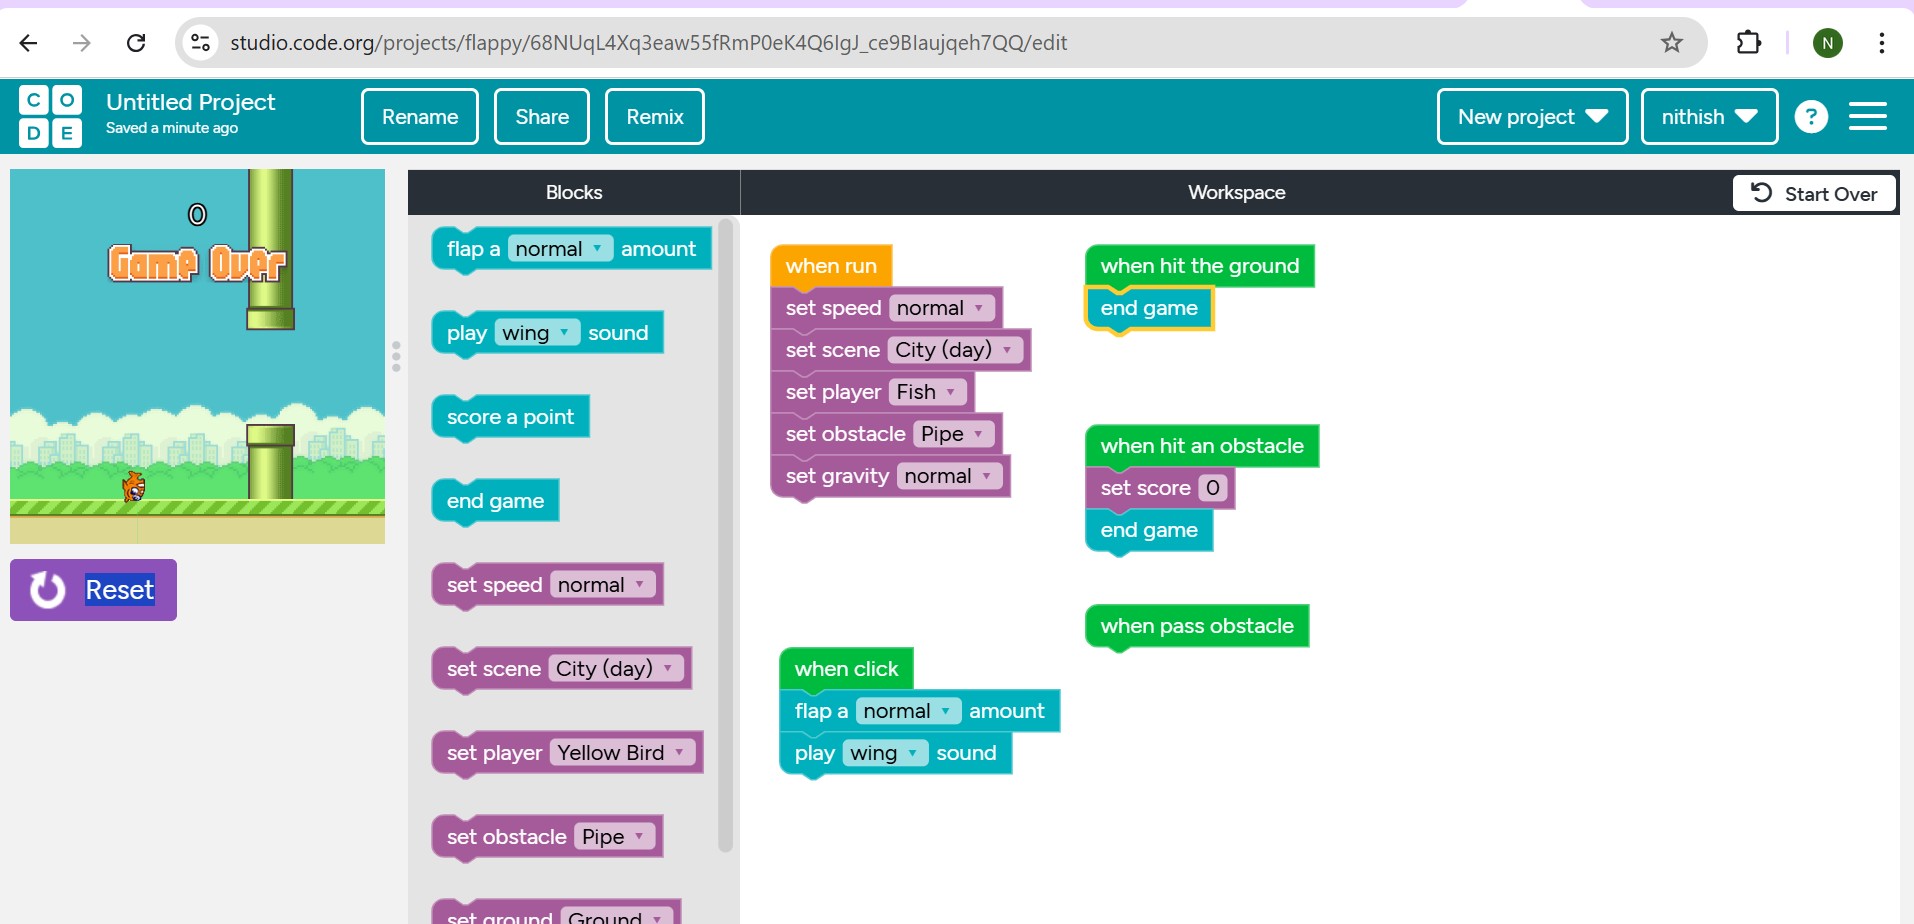 studio.code.org/projects/flappy/68NUqL4Xq3eaw55fRmP0eK4Q6IgJ_ce9BIaujqeh7QQ/edit
N
C O
D E
Untitled Project
Saved a minute ago
Rename
Share
Remix
New project
nithish
?
0
Game Over
Reset
Blocks
flap a normal amount
play wing sound
score a point
end game
set speed normal
set scene City (day)
set player Yellow Bird
set obstacle Pipe
set ground Ground
Workspace
Start Over
when run
set speed normal
set scene City (day)
set player Fish
set obstacle Pipe
set gravity normal
when click
flap a normal amount
play wing sound
when hit the ground
end game
when hit an obstacle
set score 0
end game
when pass obstacle